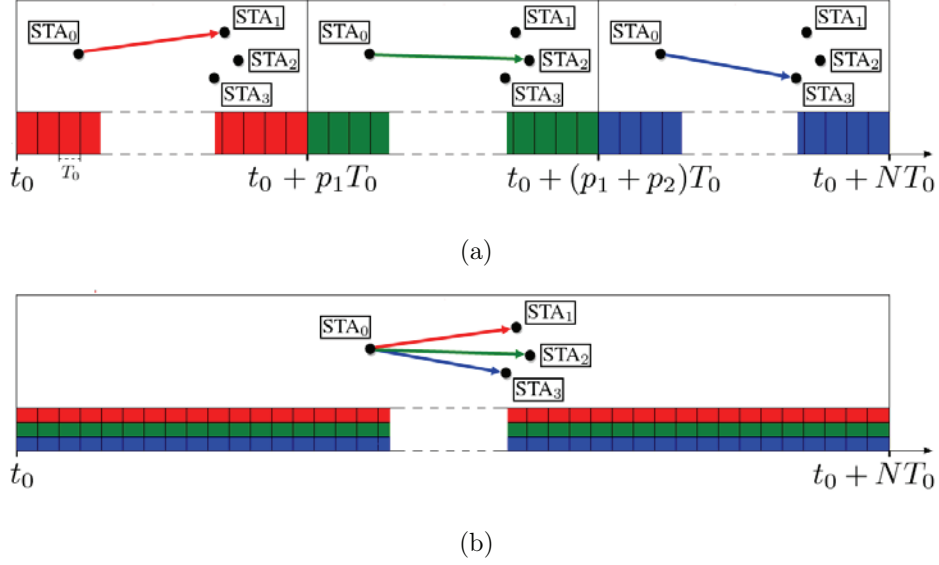 STA₀ STA₁ STA₀ STA₁ STA₀ STA₁
STA₂ STA₂ STA₂
STA₃ STA₃ STA₃
T₀
t₀ t₀ + p₁T₀ t₀ + (p₁ + p₂)T₀ t₀ + NT₀
(a)
STA₀ STA₁
STA₂
STA₃
t₀ t₀ + NT₀
(b)